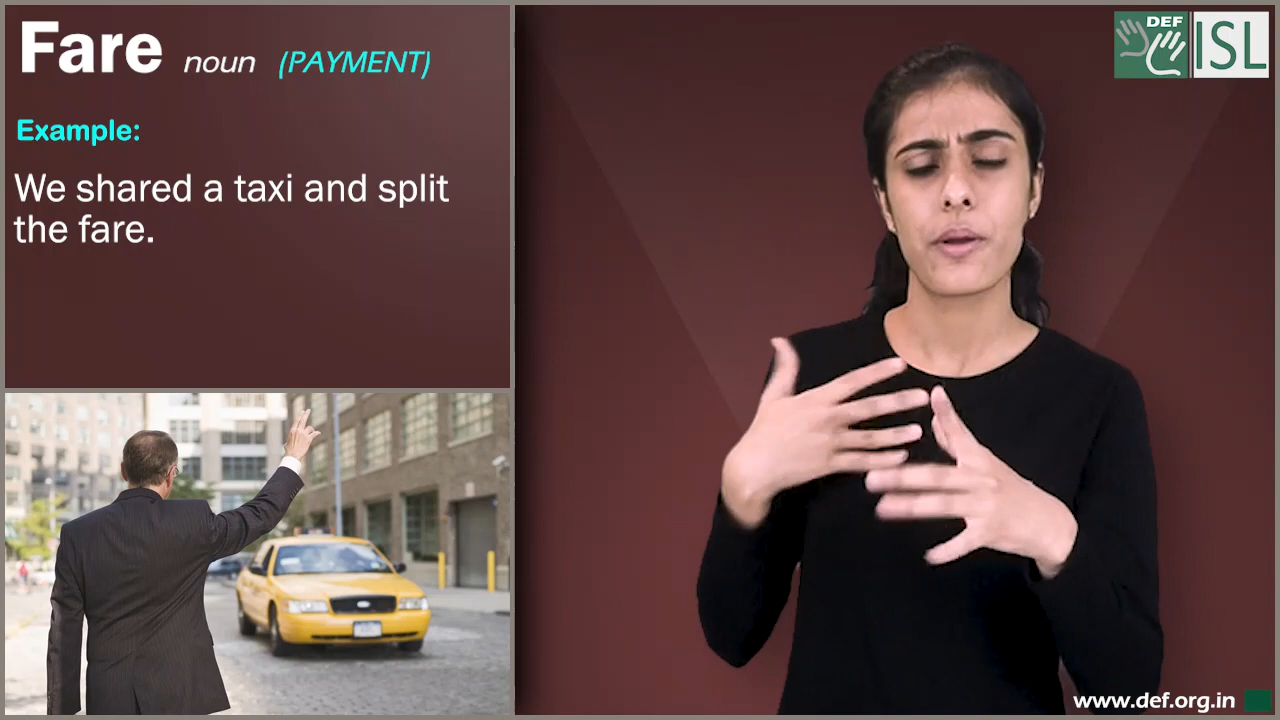 Fare noun (PAYMENT)
Example:
We shared a taxi and split
the fare.
DEF
ISL
www.def.org.in